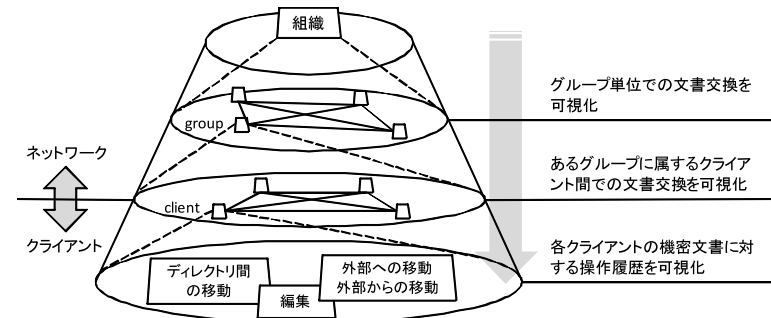 組織
グループ単位での文書交換を
可視化
group
ネットワーク
あるグループに属するクライア
ント間での文書交換を可視化
client
クライアント
各クライアントの機密文書に対
する操作履歴を可視化
ディレクトリ間
の移動
外部への移動
外部からの移動
編集